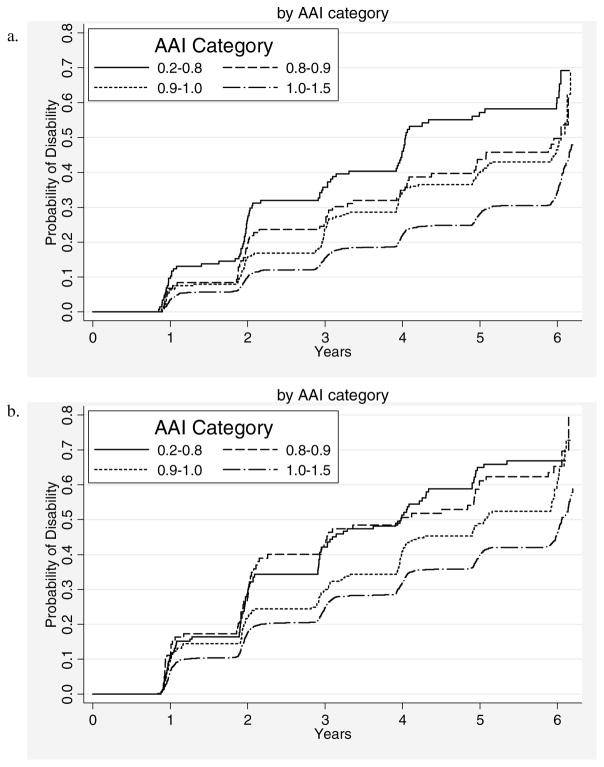 by AAI category
a.
AAI Category
0.2-0.8 0.8-0.9
0.9-1.0 1.0-1.5
Probability of Disability
0.8
0.7
0.6
0.5
0.4
0.3
0.2
0.1
0.0
0 1 2 3 4 5 6
Years
by AAI category
b.
AAI Category
0.2-0.8 0.8-0.9
0.9-1.0 1.0-1.5
Probability of Disability
0.8
0.7
0.6
0.5
0.4
0.3
0.2
0.1
0.0
0 1 2 3 4 5 6
Years